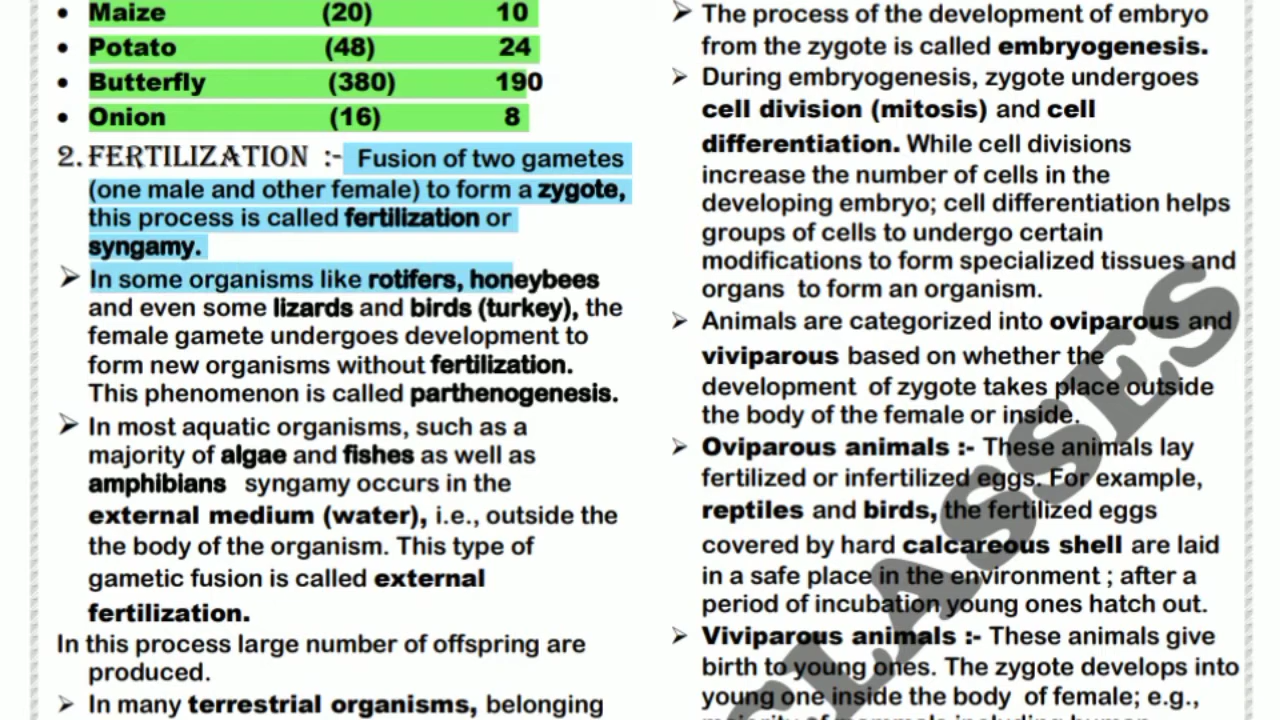 • Maize (20) 10
• Potato (48) 24
• Butterfly (380) 190
• Onion (16) 8
2. FERTILIZATION :- Fusion of two gametes
(one male and other female) to form a zygote,
this process is called fertilization or
syngamy.
➢ In some organisms like rotifers, honeybees
and even some lizards and birds (turkey), the
female gamete undergoes development to
form new organisms without fertilization.
This phenomenon is called parthenogenesis.
➢ In most aquatic organisms, such as a
majority of algae and fishes as well as
amphibians syngamy occurs in the
external medium (water), i.e., outside the
the body of the organism. This type of
gametic fusion is called external
fertilization.
In this process large number of offspring are
produced.
➢ In many terrestrial organisms, belonging
➢ The process of the development of embryo
from the zygote is called embryogenesis.
➢ During embryogenesis, zygote undergoes
cell division (mitosis) and cell
differentiation. While cell divisions
increase the number of cells in the
developing embryo; cell differentiation helps
groups of cells to undergo certain
modifications to form specialized tissues and
organs to form an organism.
➢ Animals are categorized into oviparous and
viviparous based on whether the
development of zygote takes place outside
the body of the female or inside.
➢ Oviparous animals :- These animals lay
fertilized or infertilized eggs. For example,
reptiles and birds, the fertilized eggs
covered by hard calcareous shell are laid
in a safe place in the environment ; after a
period of incubation young ones hatch out.
➢ Viviparous animals :- These animals give
birth to young ones. The zygote develops into
young one inside the body of female; e.g.,
majority of mammals including human
CLASSES